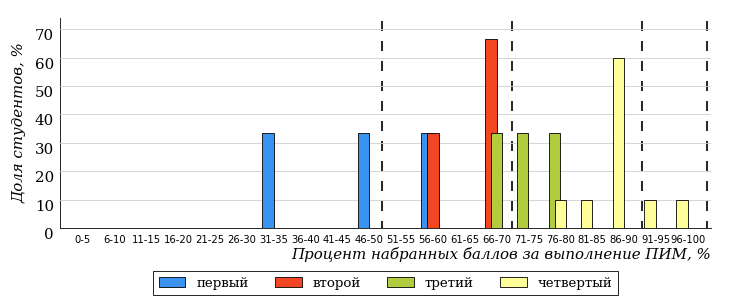 Доля студентов, %
70
60
50
40
30
20
10
0
0-5 6-10 11-15 16-20 21-25 26-30 31-35 36-40 41-45 46-50 51-55 56-60 61-65 66-70 71-75 76-80 81-85 86-90 91-95 96-100
Процент набранных баллов за выполнение ПИМ, %
первый второй третий четвертый